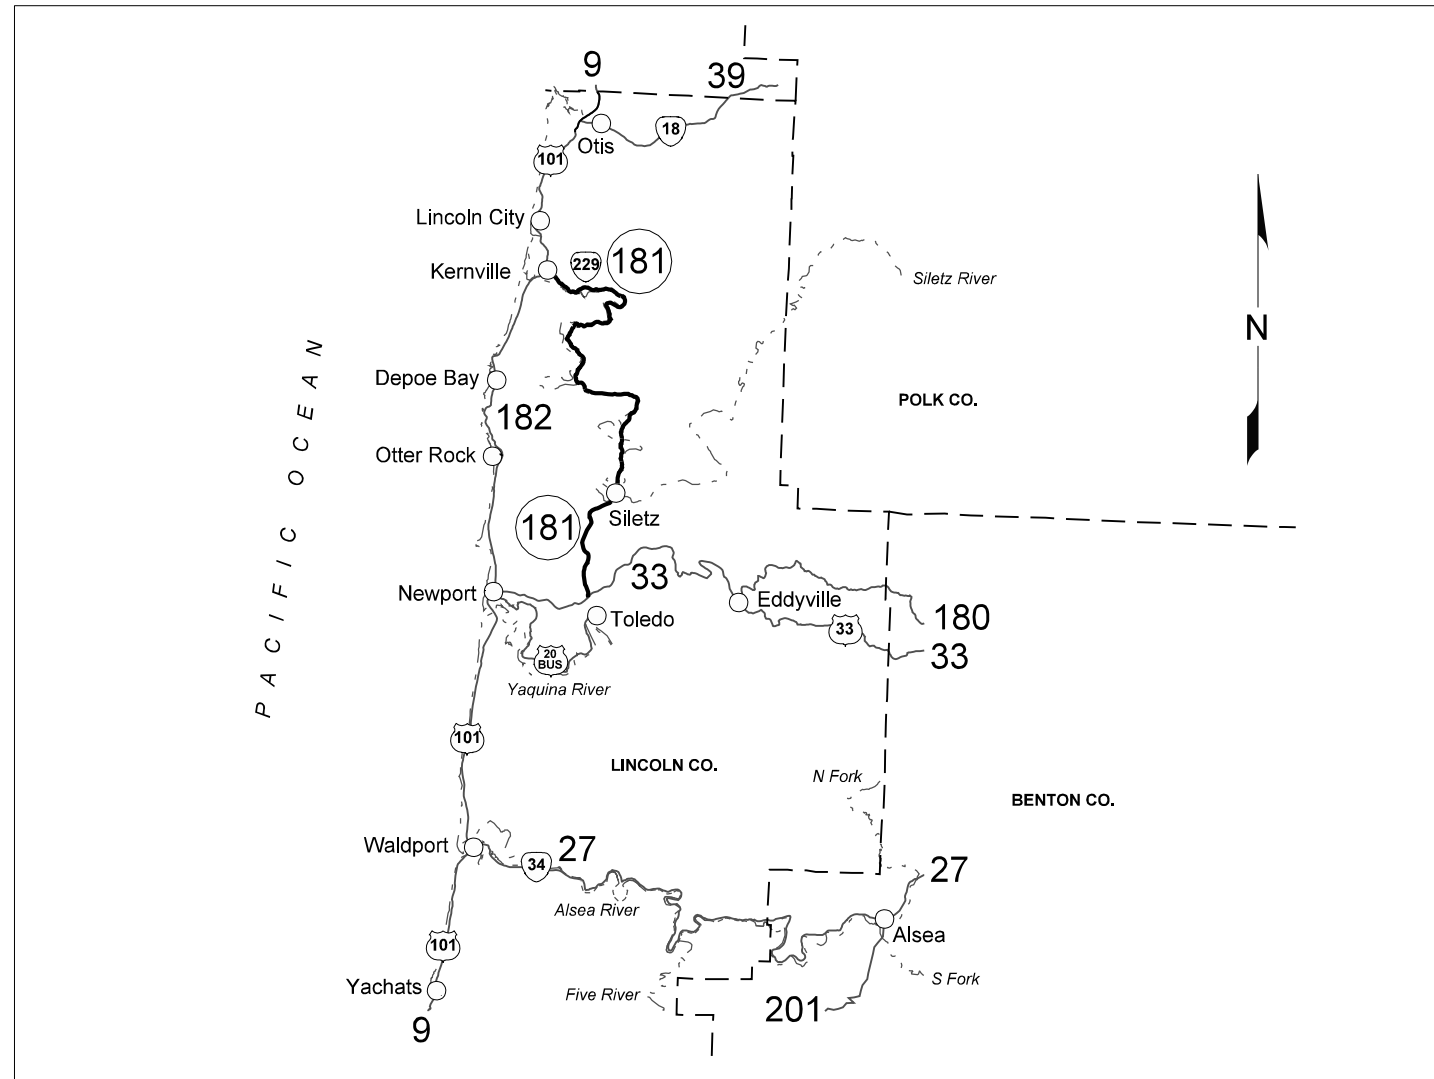 9
39
18
Otis
101
Lincoln City
229
181
Kernville
Siletz River
N
PACIFIC OCEAN
Depoe Bay
182
POLK CO.
Otter Rock
181
Siletz
33
Newport
Eddyville
Toledo
180
33
33
20
BUS
Yaquina River
101
LINCOLN CO.
N Fork
BENTON CO.
Waldport
27
34
27
Alsea River
Alsea
101
S Fork
Yachats
Five River
201
9